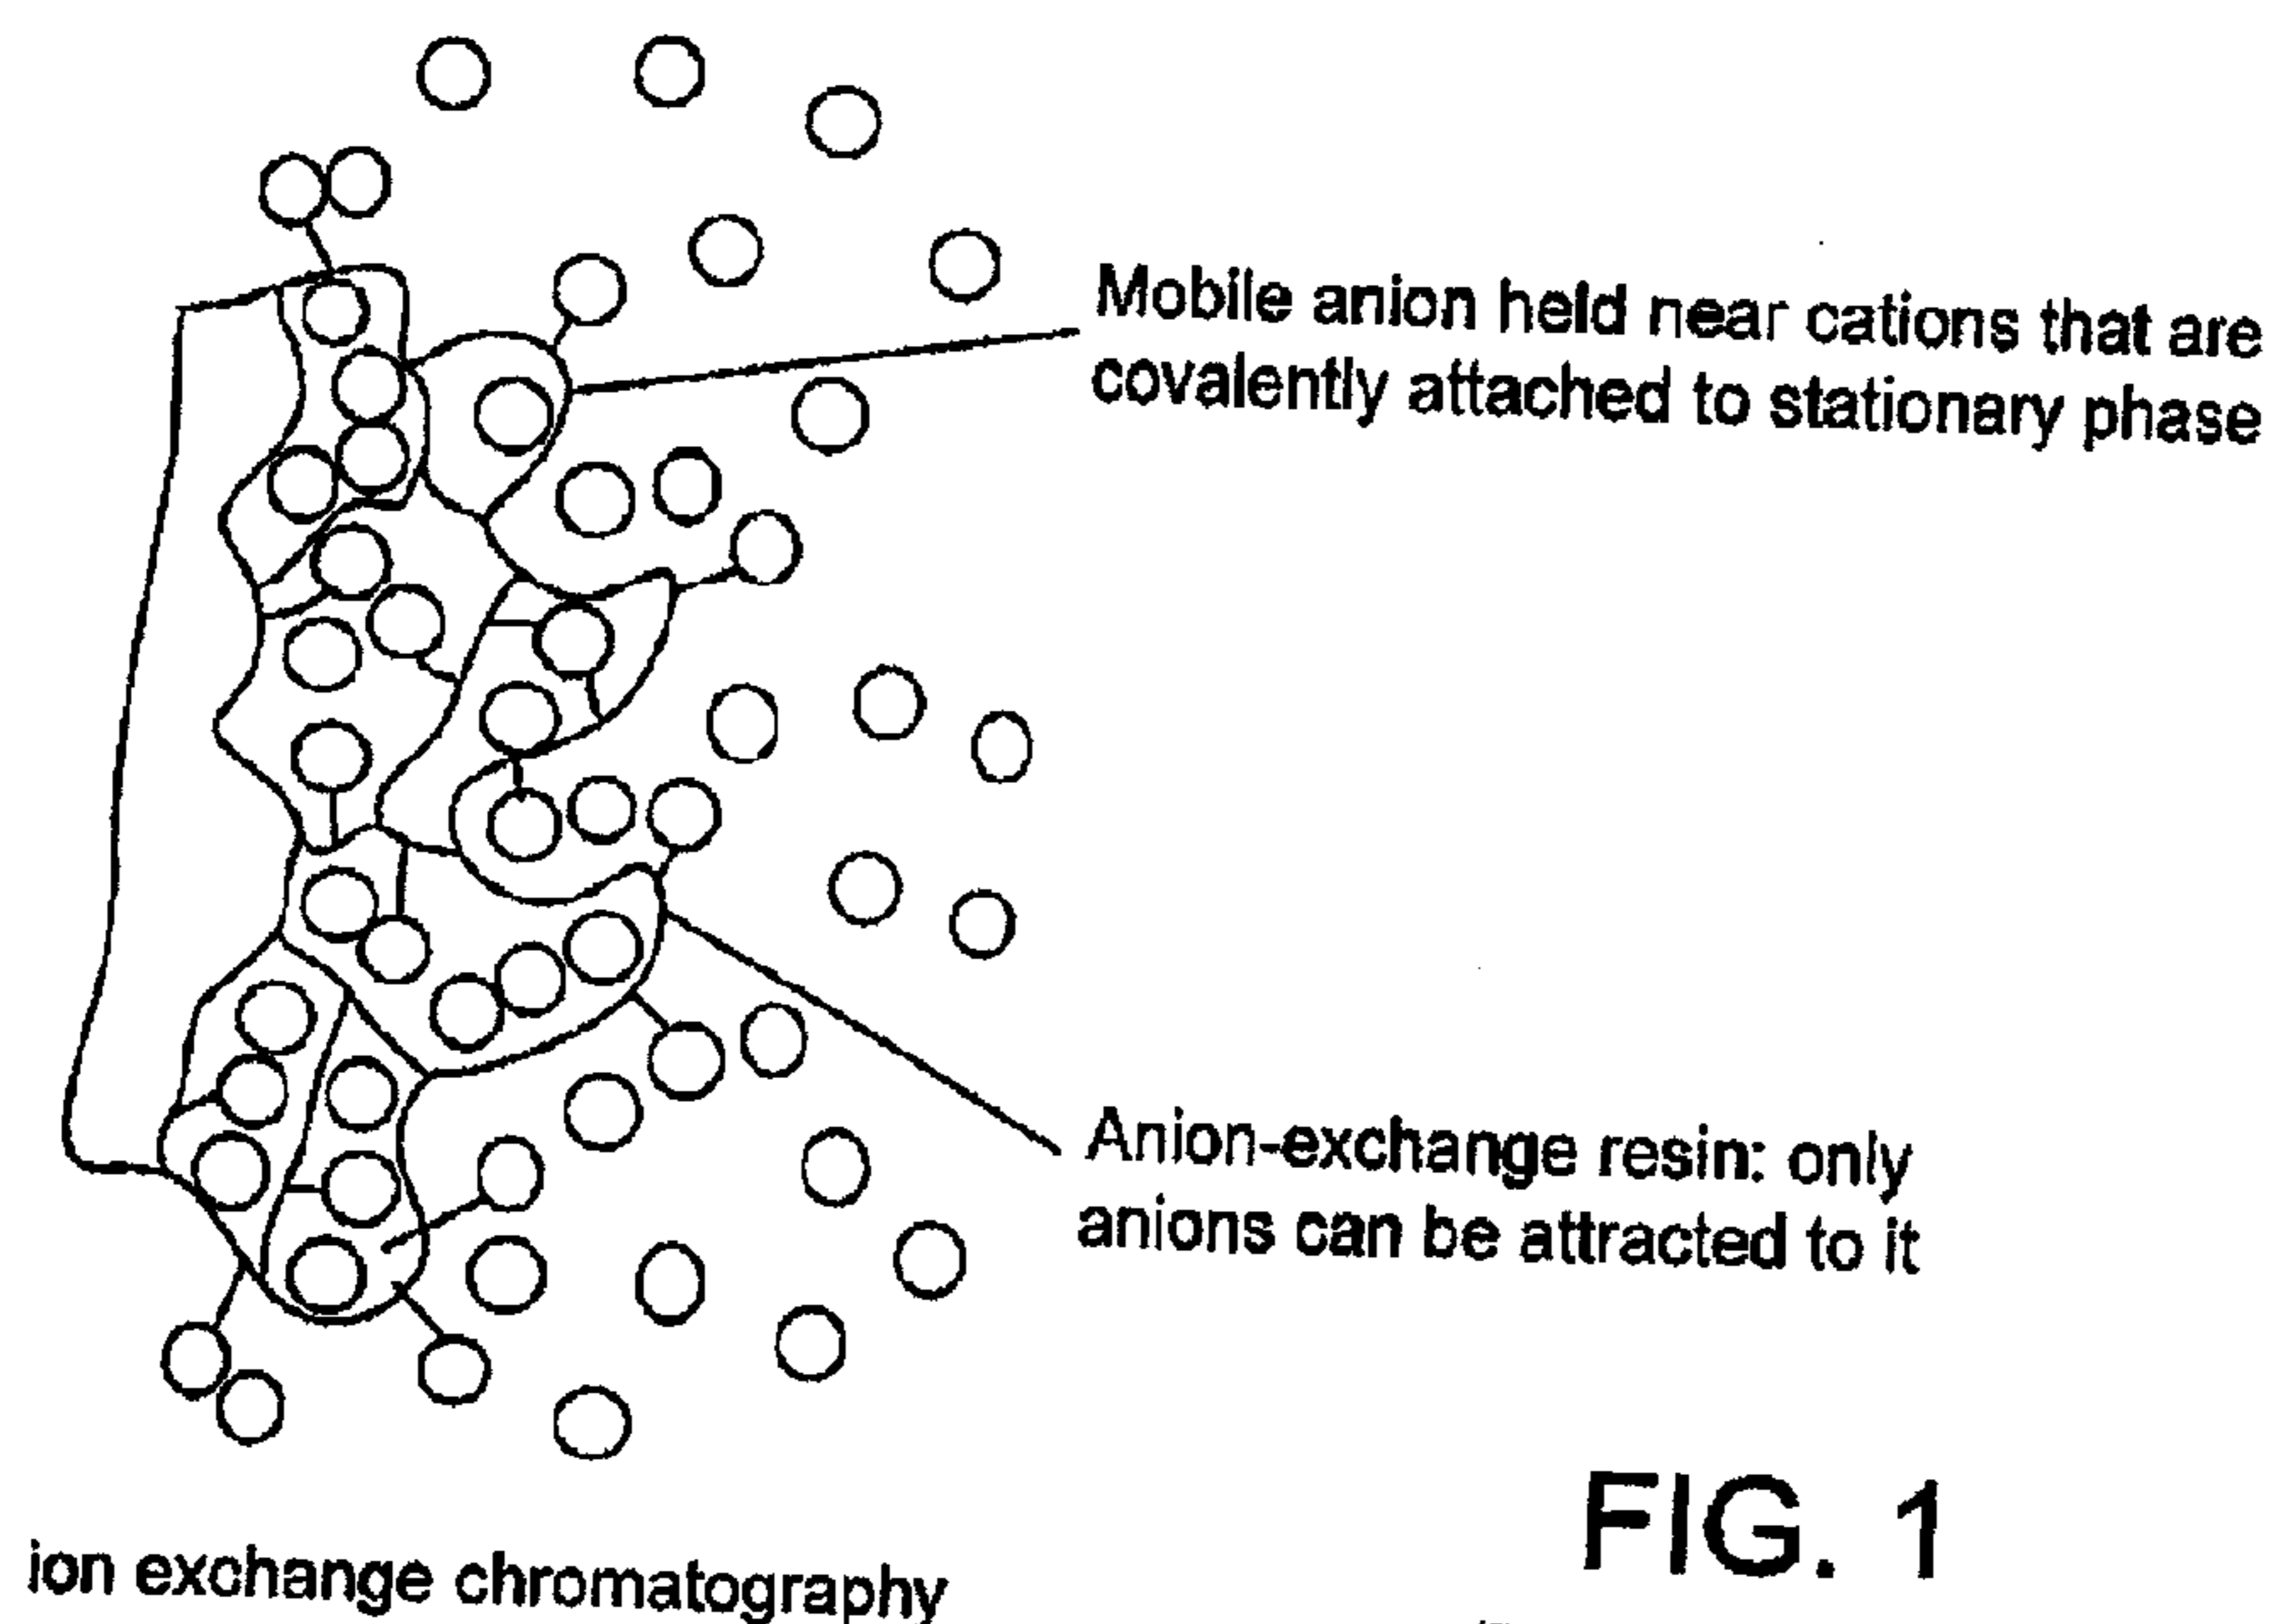 Mobile anion held near cations that are
covalently attached to stationary phase
Anion-exchange resin: only
anions can be attracted to it
FIG. 1
ion exchange chromatography